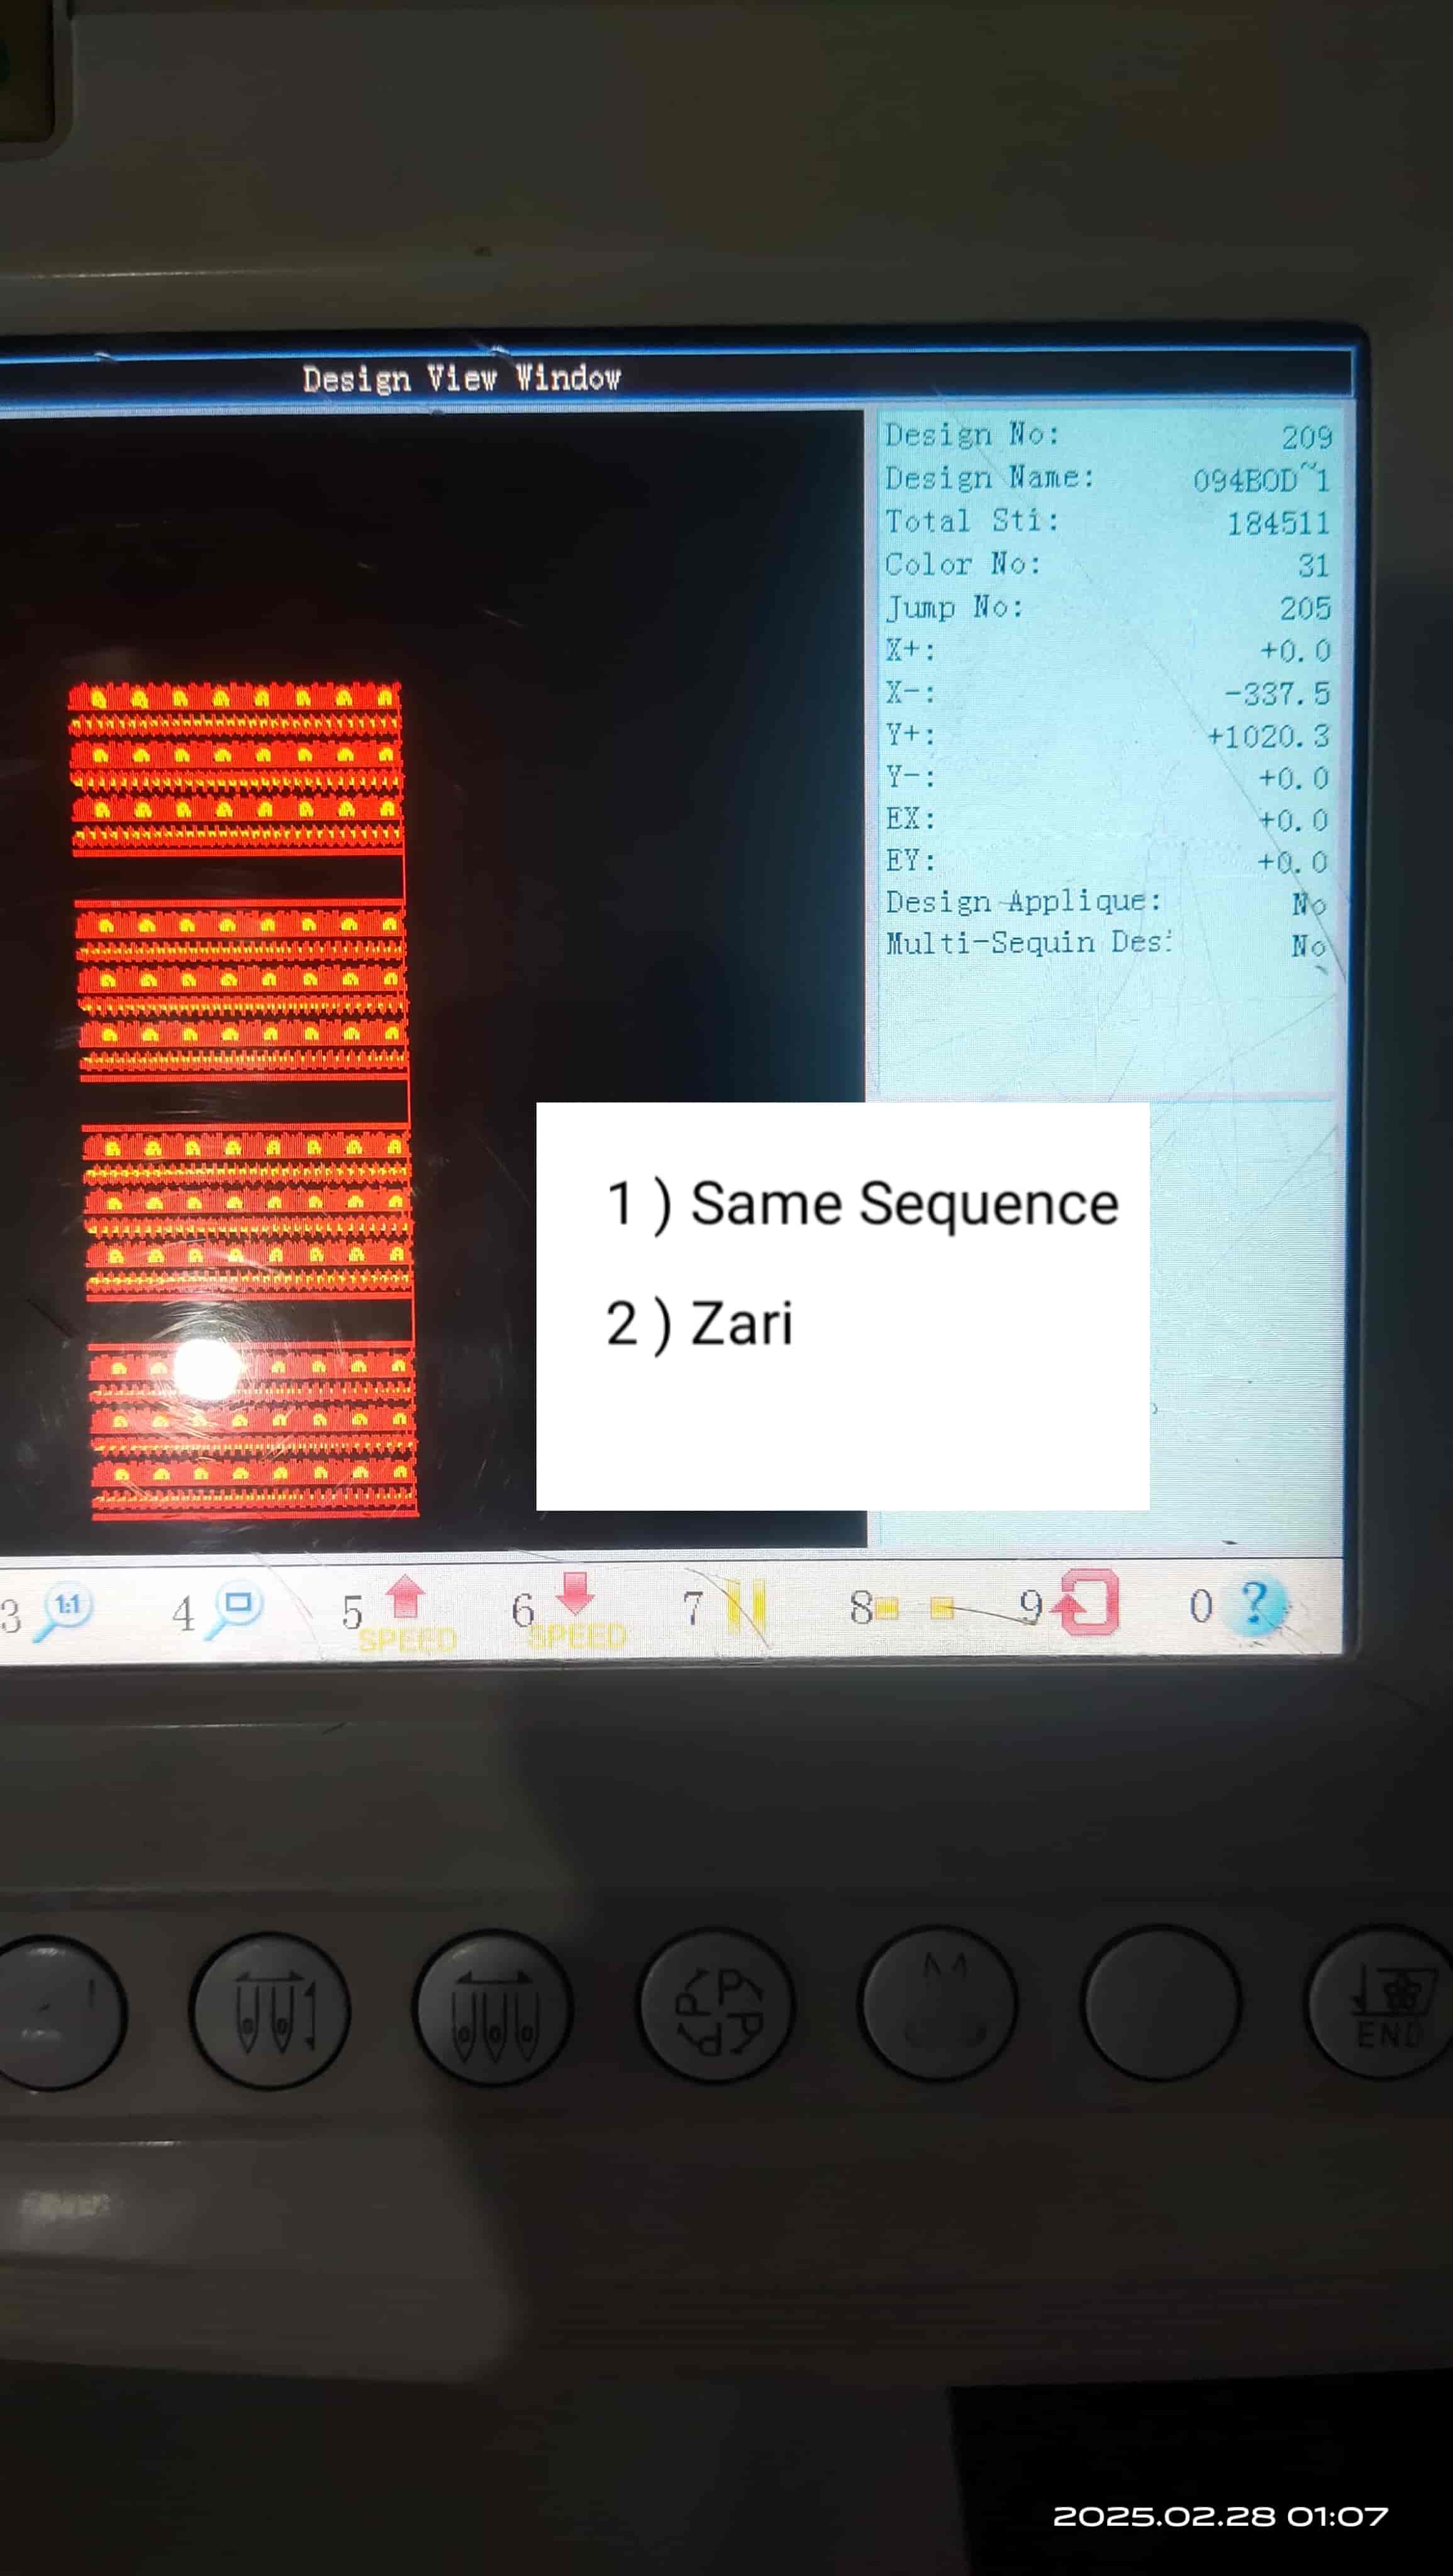 Design View Window
Design No: 209
Design Name: 094BOD~1
Total Sti: 184511
Color No: 31
Jump No: 205
X+: +0.0
X-: -337.5
Y+: +1020.3
Y-: +0.0
EX: +0.0
EY: +0.0
Design Applique: No
Multi-Sequin Des: No
1 ) Same Sequence
2 ) Zari
3 1:1 4 5 SPEED 6 SPEED 7 8 9 0 ?
P P P P
END
2025.02.28 01:07